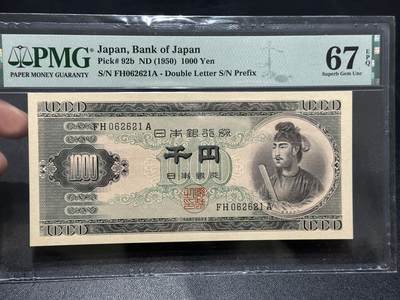 PMG
PAPER MONEY GUARANTY
Japan, Bank of Japan
Pick# 92b ND (1950) 1000 Yen
S/N FH062621A - Double Letter S/N Prefix
67 EPQ
Superb Gem Unc
FH062621A
日本銀行券
1000
千円
日本銀行
FH062621A